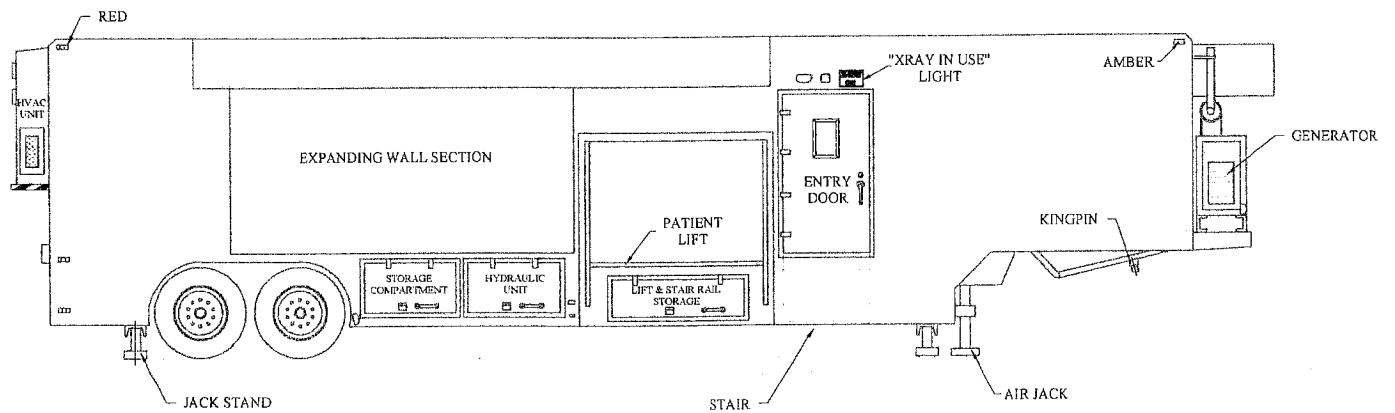 RED
"XRAY IN USE"
LIGHT
AMBER
HVAC
UNIT
GENERATOR
EXPANDING WALL SECTION
ENTRY
DOOR
KINGPIN
PATIENT
LIFT
STORAGE
COMPARTMENT
HYDRAULIC
UNIT
LIFT & STAIR RAIL
STORAGE
JACK STAND
STAIR
AIR JACK